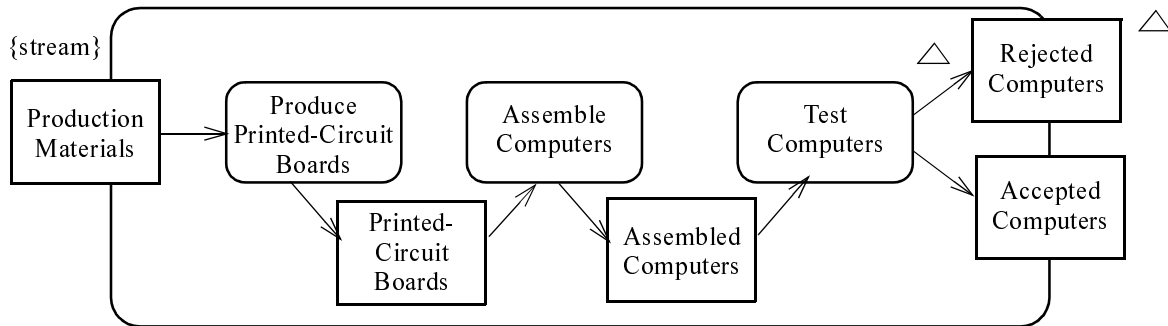 {stream}
Production
Materials
Produce
Printed-Circuit
Boards
Printed-
Circuit
Boards
Assemble
Computers
Assembled
Computers
Test
Computers
Rejected
Computers
Accepted
Computers